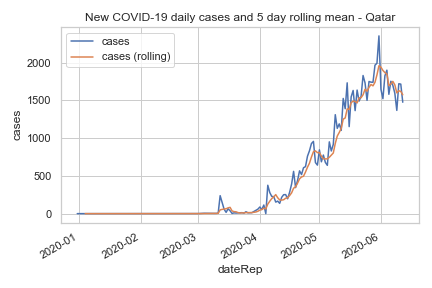 New COVID-19 daily cases and 5 day rolling mean - Qatar
cases
cases (rolling)
cases
2000
1500
1000
500
0
2020-01
2020-02
2020-03
2020-04
2020-05
2020-06
dateRep